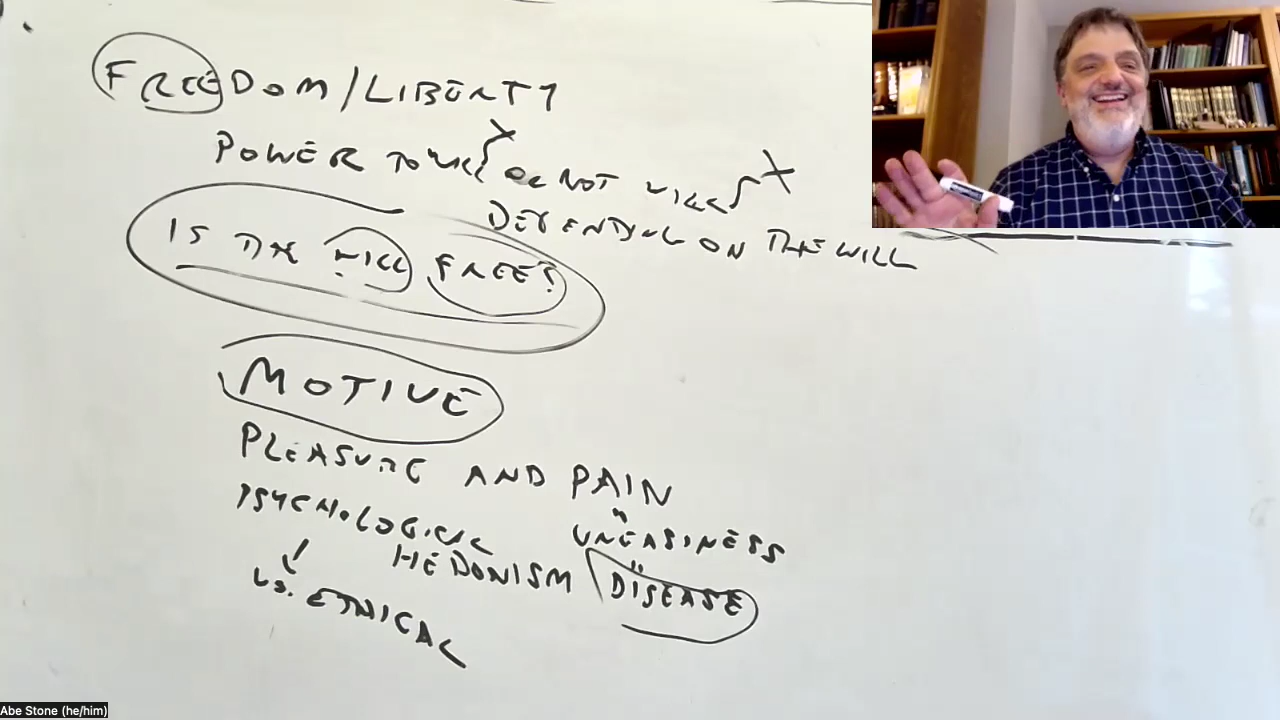 FREEDOM/LIBERTY
POWER TO WILL X OR NOT WILL X
DEPENDING ON THE WILL
IS THE WILL FREE?
MOTIVE
PLEASURE AND PAIN
"
UNEASINESS
"
DISEASE
PSYCHOLOGICAL
HEDONISM
VS. ETHICAL
Abe Stone (he/him)